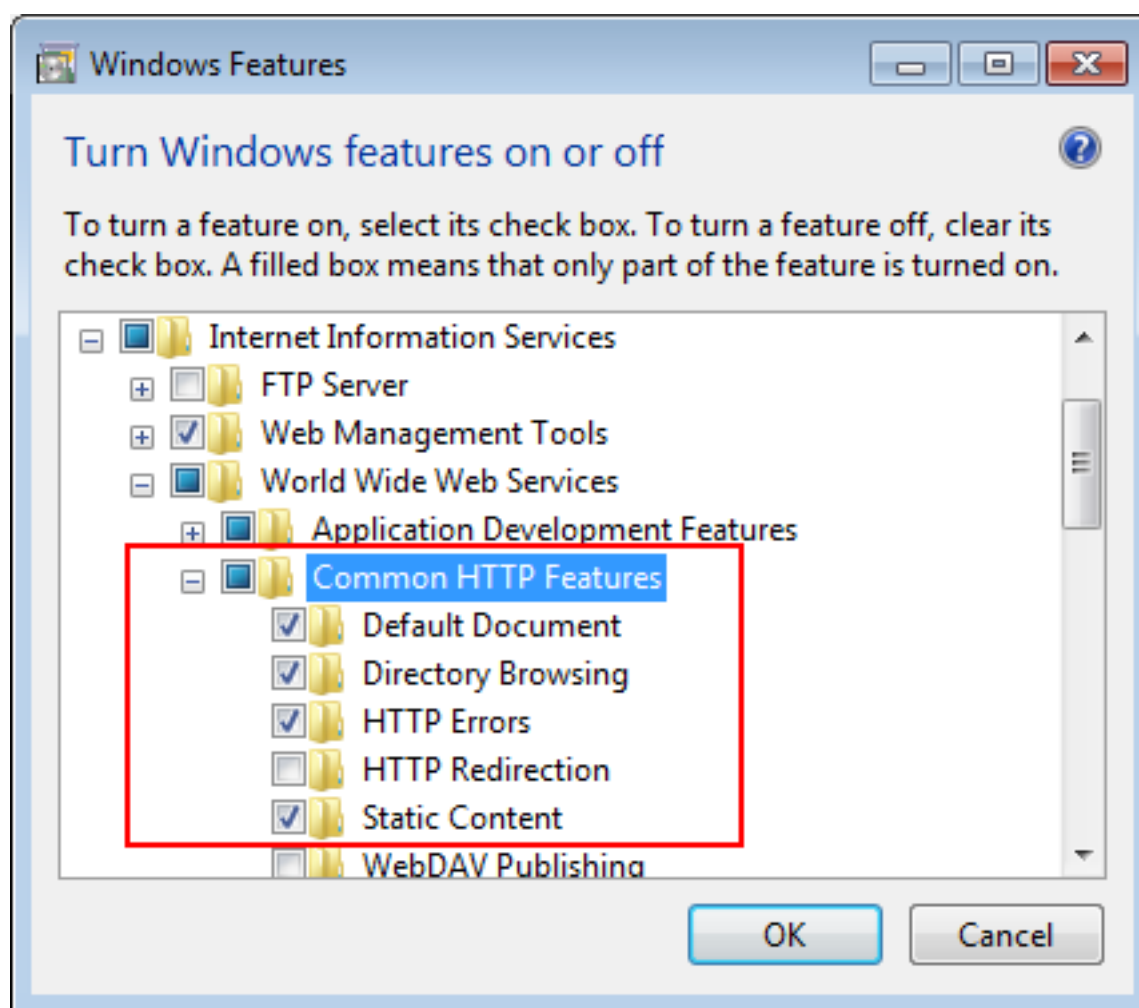 Windows Features
Turn Windows features on or off
To turn a feature on, select its check box. To turn a feature off, clear its
check box. A filled box means that only part of the feature is turned on.
Internet Information Services
FTP Server
Web Management Tools
World Wide Web Services
Application Development Features
Common HTTP Features
Default Document
Directory Browsing
HTTP Errors
HTTP Redirection
Static Content
WebDAV Publishing
OK Cancel